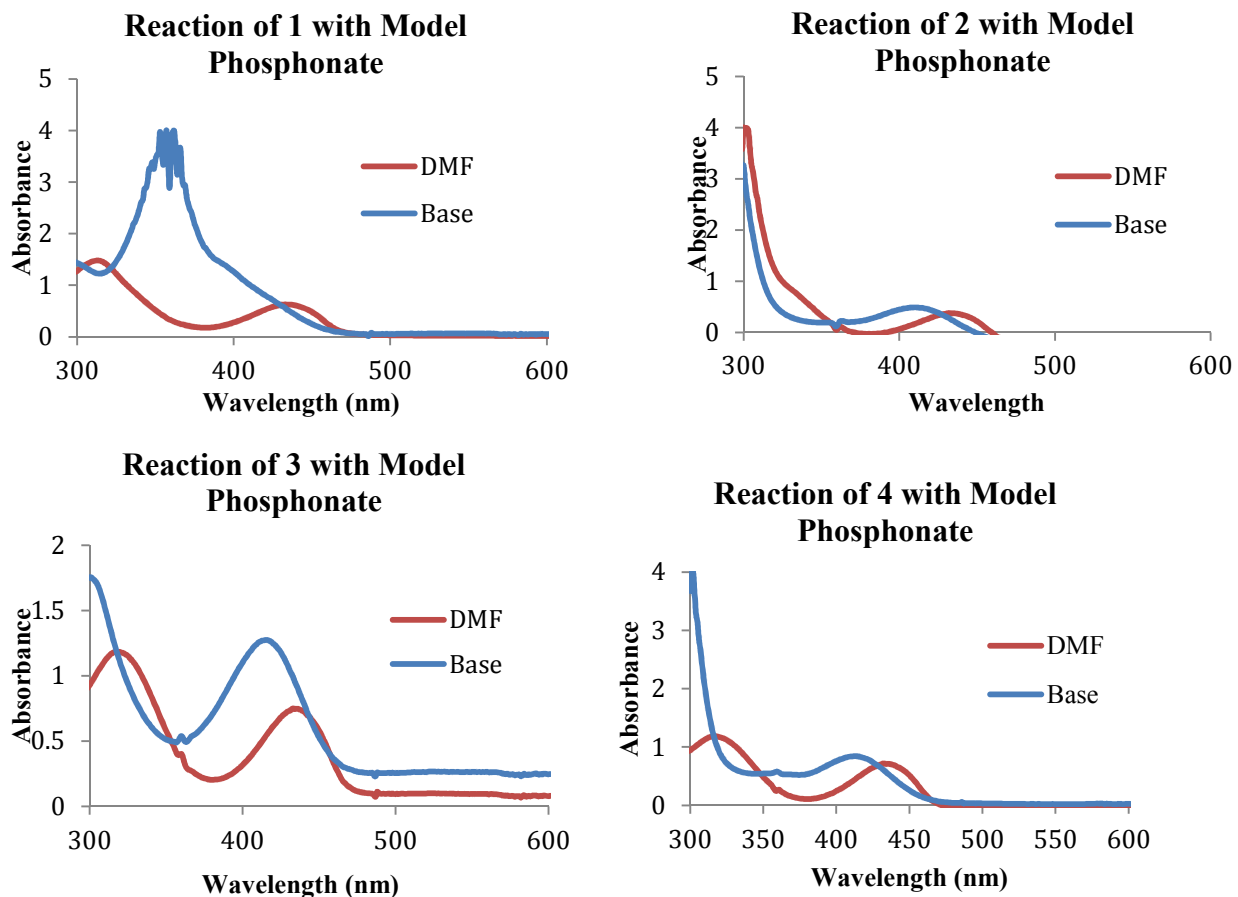 Reaction of 1 with Model
Phosphonate
5
4
3
2
1
0
Absorbance
DMF
Base
300
400
500
600
Wavelength (nm)
Reaction of 2 with Model
Phosphonate
5
4
3
2
1
0
Absorbance
DMF
Base
300
400
500
600
Wavelength
Reaction of 3 with Model
Phosphonate
2
1.5
1
0.5
0
Absorbance
DMF
Base
300
400
500
600
Wavelength (nm)
Reaction of 4 with Model
Phosphonate
4
3
2
1
0
Absorbance
DMF
Base
300
350
400
450
500
550
600
Wavelength (nm)